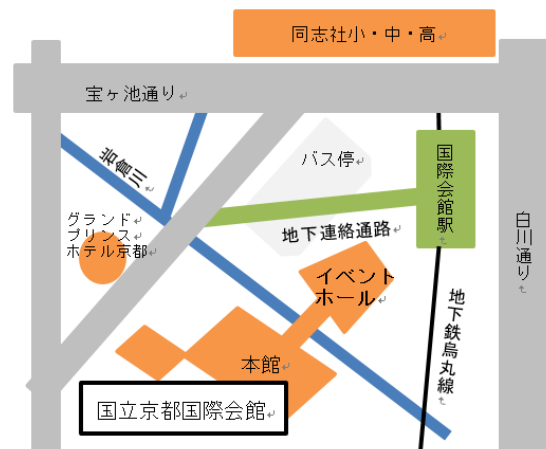 同志社小・中・高
宝ヶ池通り
岩倉川
バス停
国際会館駅
グランド
プリンス
ホテル京都
地下連絡通路
白川通り
イベント
ホール
地下鉄烏丸線
本館
国立京都国際会館